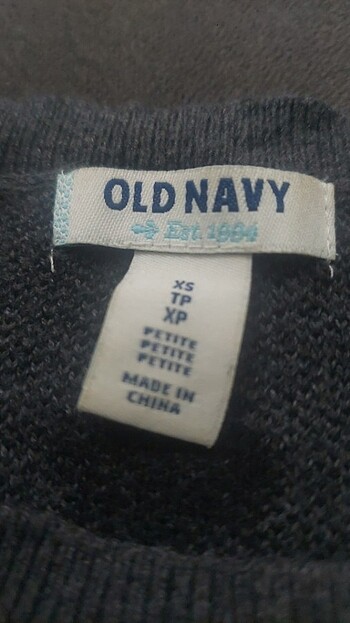 OLD NAVY
Est. 1994
XS
TP
XP
PETITE
PETITE
PETITE
MADE IN
CHINA